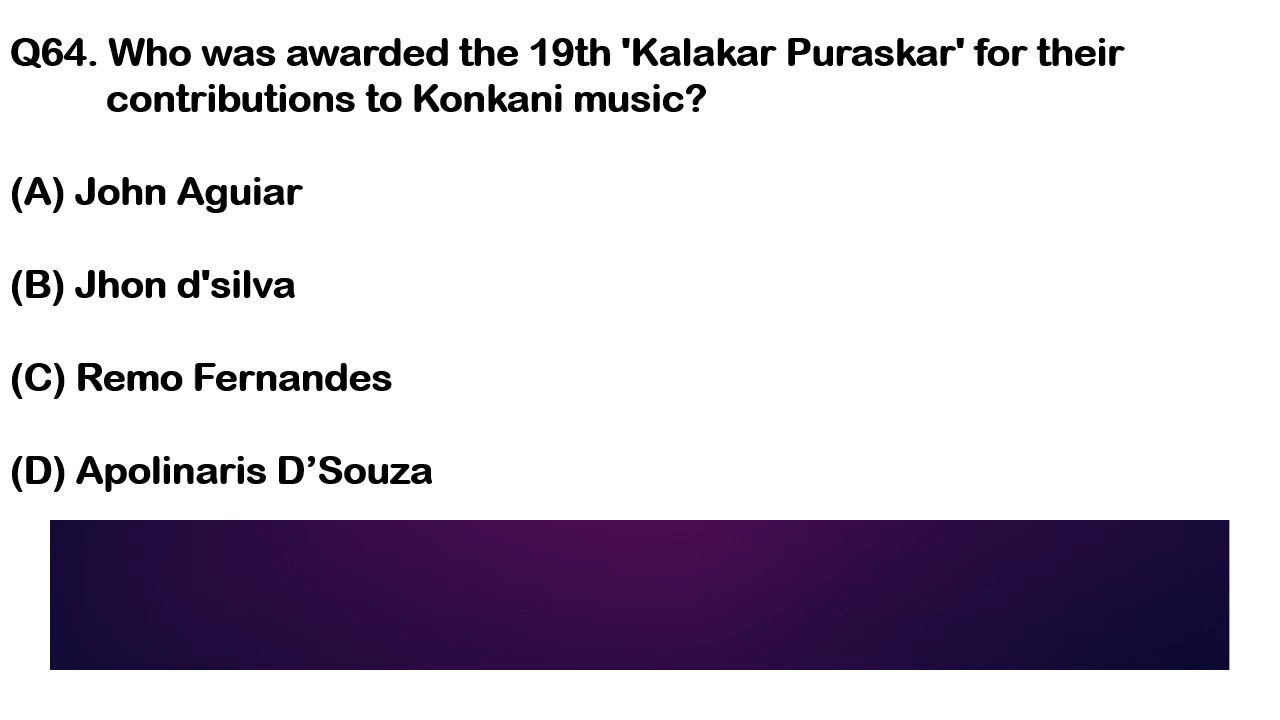 Q64. Who was awarded the 19th 'Kalakar Puraskar' for their
contributions to Konkani music?
(A) John Aguiar
(B) Jhon d'silva
(C) Remo Fernandes
(D) Apolinaris D’Souza